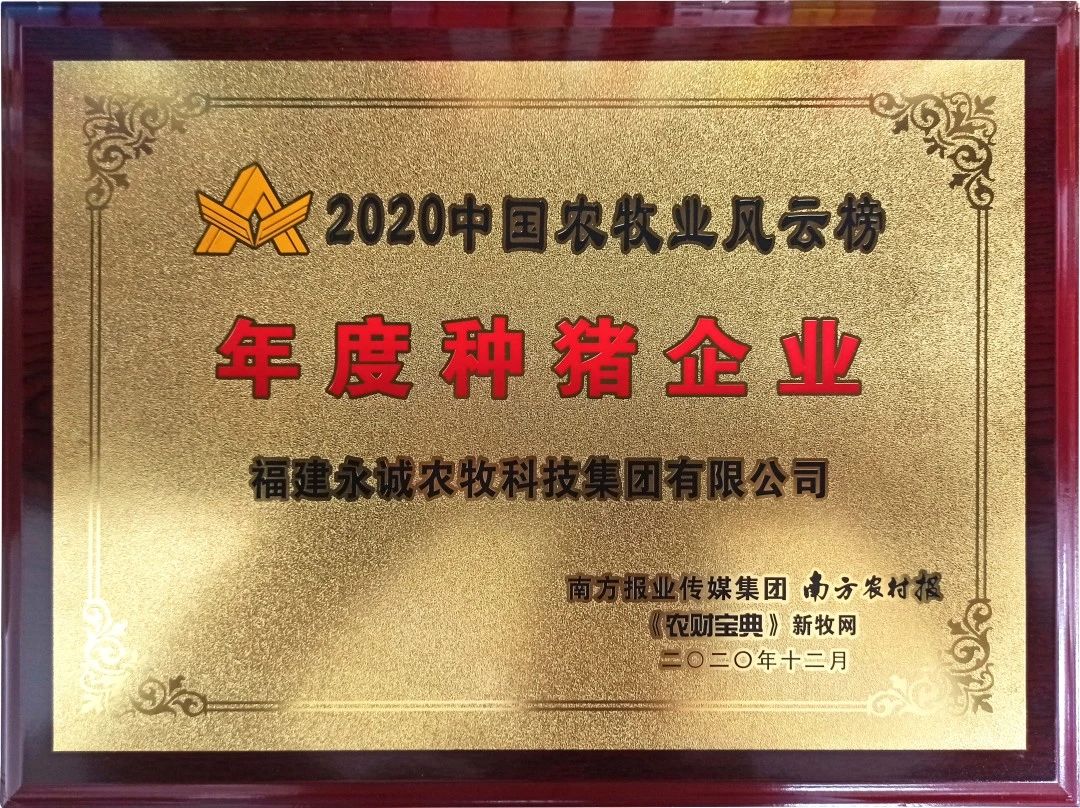 2020中国农牧业风云榜
年度种猪企业
福建永诚农牧科技集团有限公司
南方报业传媒集团 南方农村报
《农财宝典》新牧网
二〇二〇年十二月